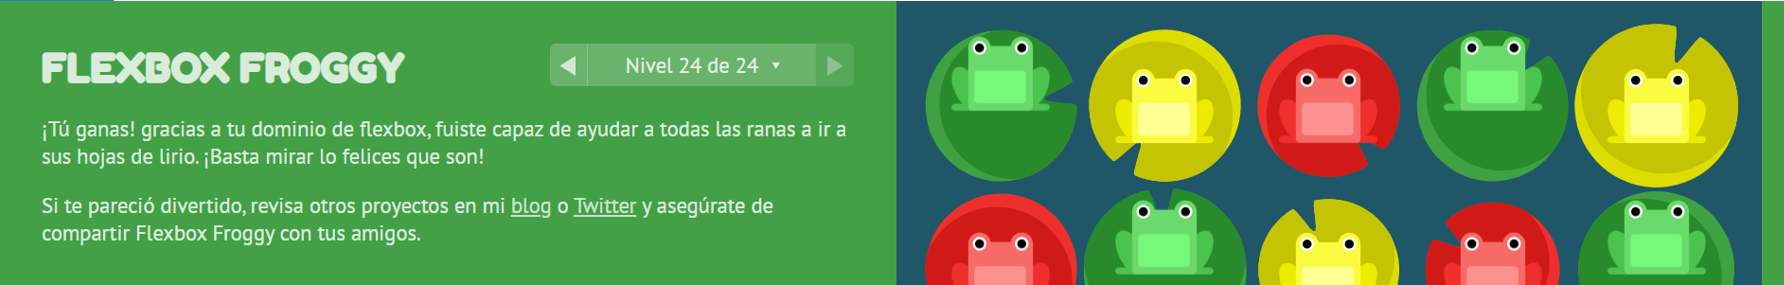 FLEXBOX FROGGY
Nivel 24 de 24
¡Tú ganas! gracias a tu dominio de flexbox, fuiste capaz de ayudar a todas las ranas a ir a
sus hojas de lirio. ¡Basta mirar lo felices que son!
Si te pareció divertido, revisa otros proyectos en mi blog o Twitter y asegúrate de
compartir Flexbox Froggy con tus amigos.